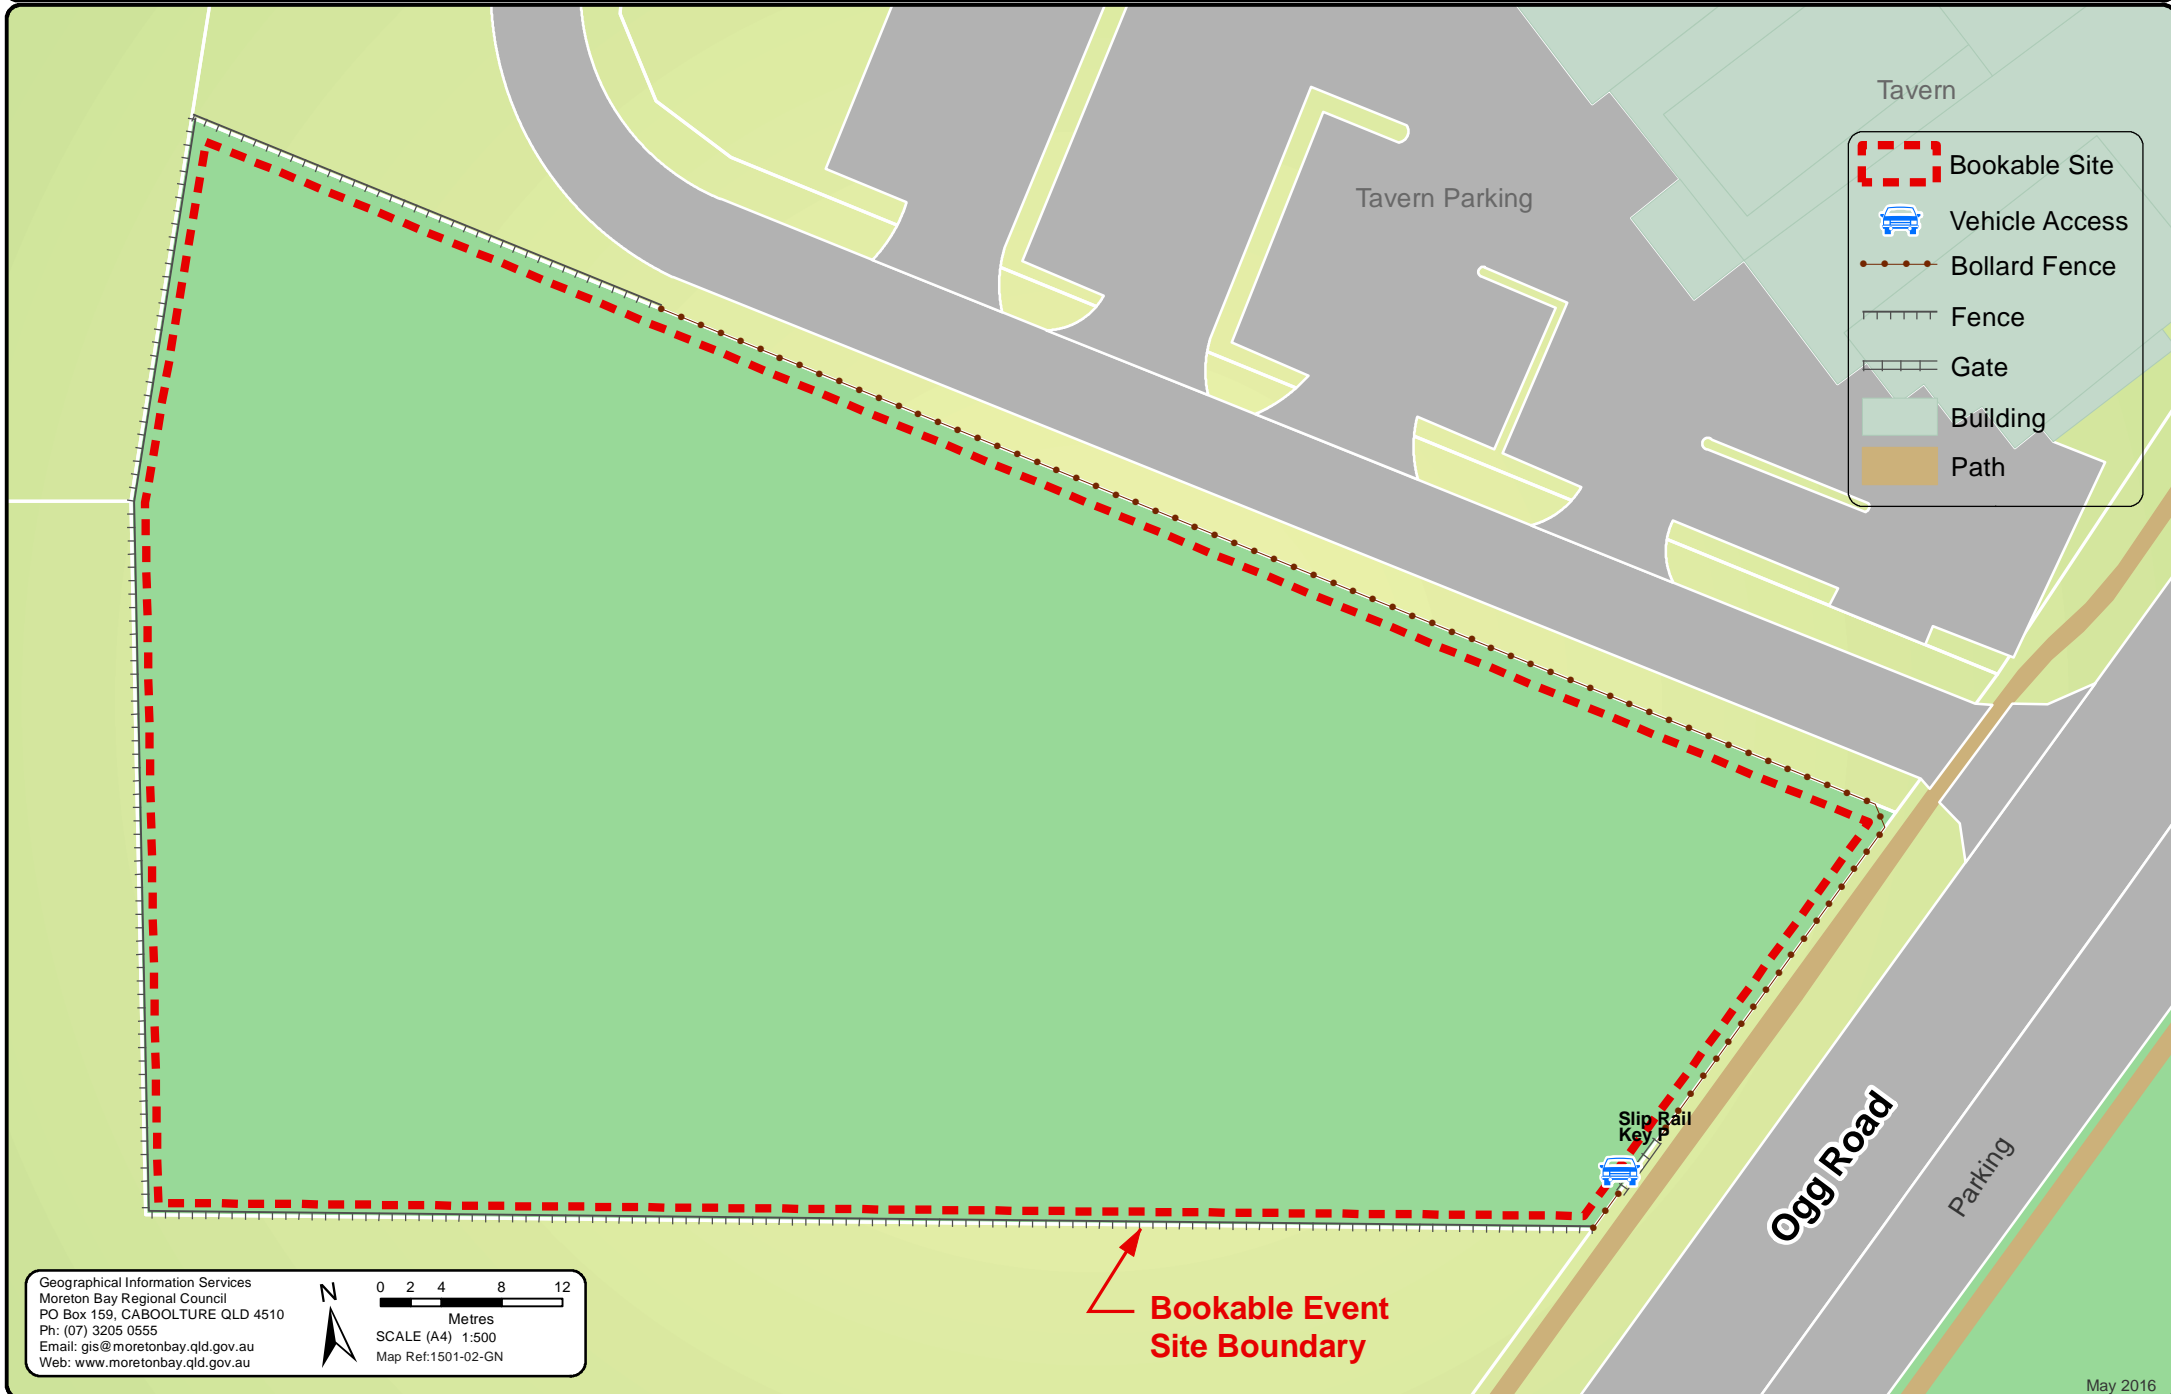 Tavern
Tavern Parking
Bookable Site
Vehicle Access
Bollard Fence
Fence
Gate
Building
Path
Slip Rail
Key P
Ogg Road
Parking
Bookable Event
Site Boundary
Geographical Information Services
Moreton Bay Regional Council
PO Box 159, CABOOLTURE QLD 4510
Ph: (07) 3205 0555
Email: gis@moretonbay.qld.gov.au
Web: www.moretonbay.qld.gov.au
N
0 2 4 8 12
Metres
SCALE (A4) 1:500
Map Ref:1501-02-GN
May 2016